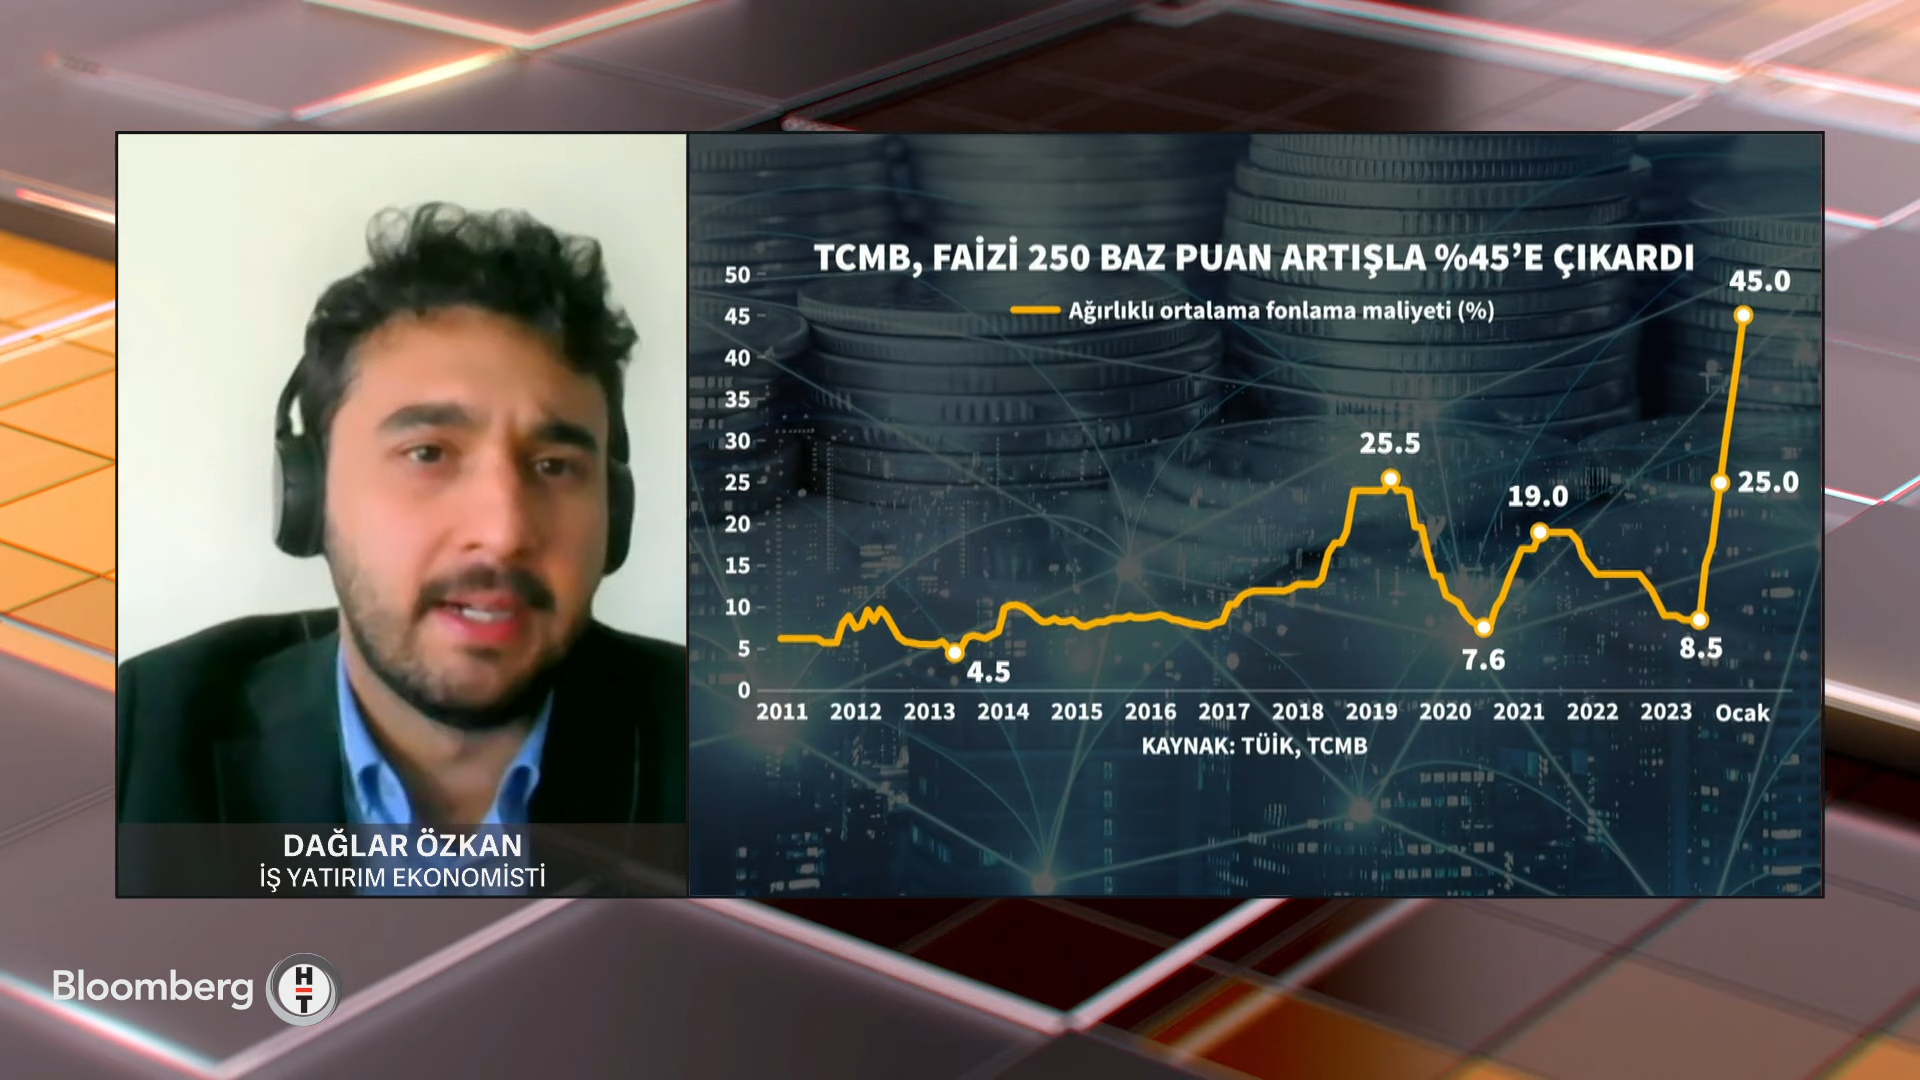 TCMB, FAİZİ 250 BAZ PUAN ARTIŞLA %45’E ÇIKARDI
Ağırlıklı ortalama fonlama maliyeti (%)
50
45
40
35
30
25
20
15
10
5
0
4.5
25.5
7.6
19.0
8.5
25.0
45.0
2011 2012 2013 2014 2015 2016 2017 2018 2019 2020 2021 2022 2023 Ocak
KAYNAK: TÜİK, TCMB
DAĞLAR ÖZKAN
İŞ YATIRIM EKONOMİSTİ
Bloomberg HT